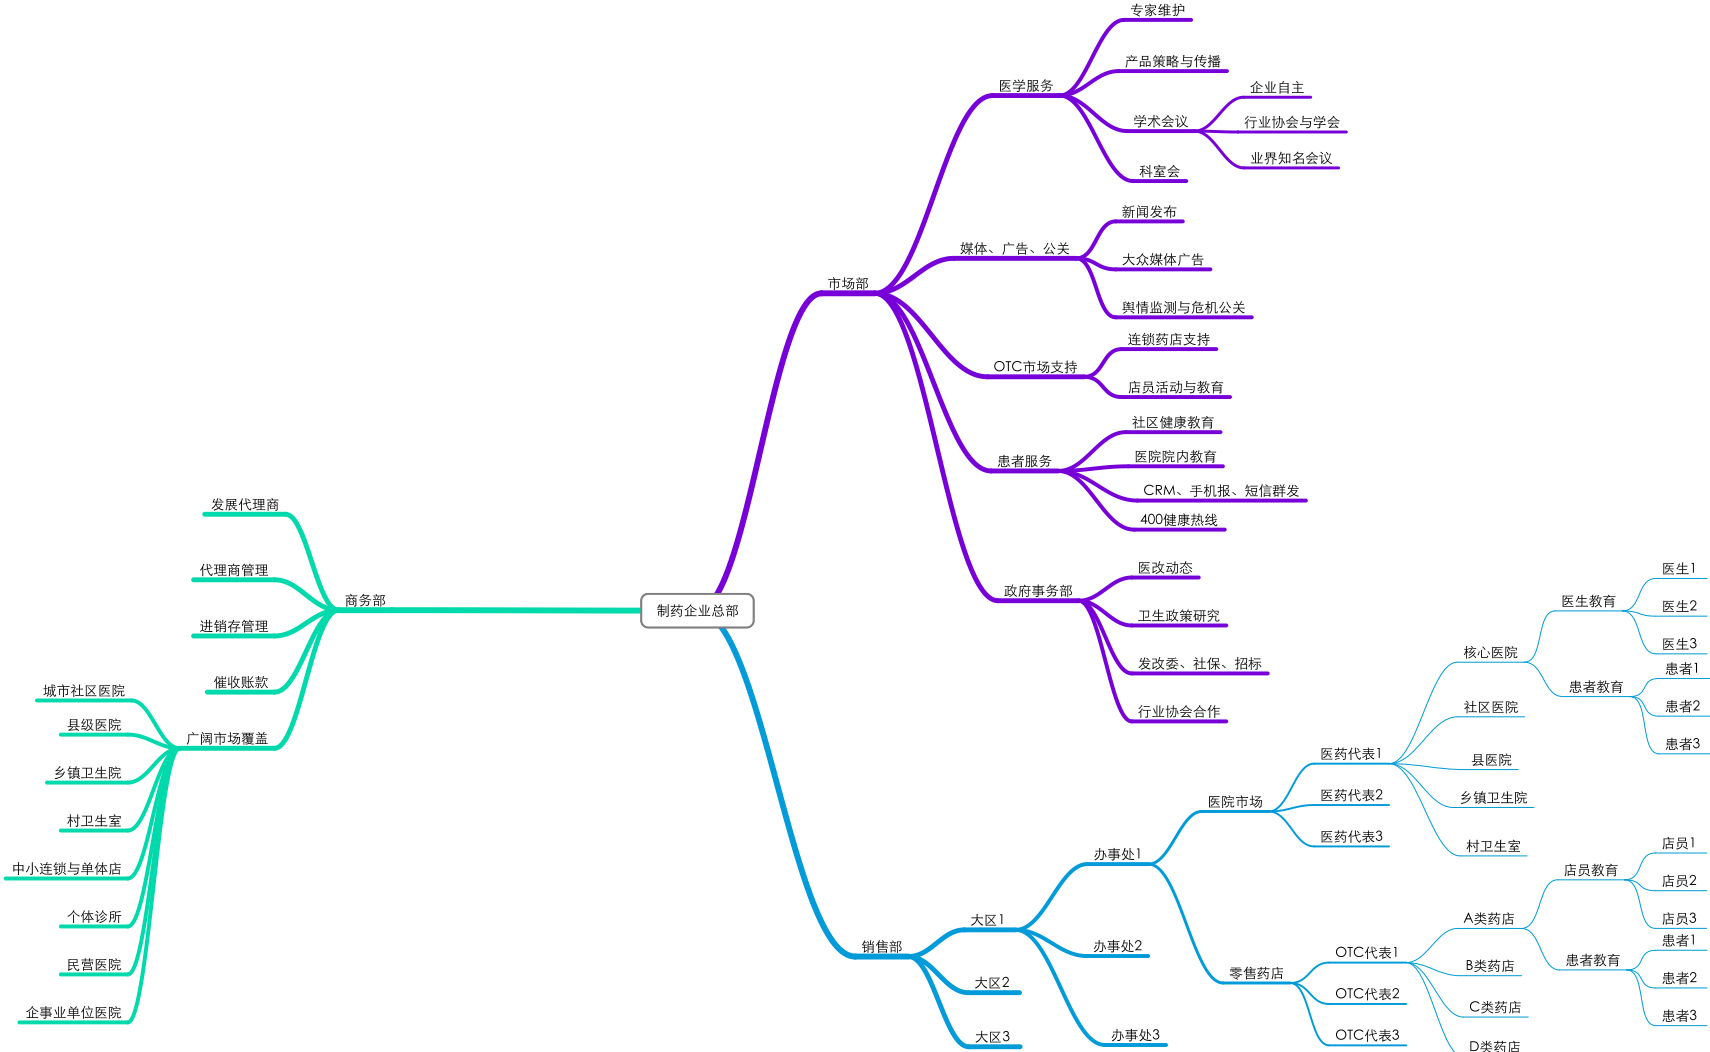 制药企业总部
市场部
医学服务
专家维护
产品策略与传播
学术会议
企业自主
行业协会与学会
业界知名会议
科室会
媒体、广告、公关
新闻发布
大众媒体广告
舆情监测与危机公关
OTC市场支持
连锁药店支持
店员活动与教育
患者服务
社区健康教育
医院院内教育
CRM、手机报、短信群发
400健康热线
政府事务部
医改动态
卫生政策研究
发改委、社保、招标
行业协会合作
销售部
大区1
办事处1
医院市场
医药代表1
核心医院
医生教育
医生1
医生2
医生3
患者教育
患者1
患者2
患者3
社区医院
县医院
乡镇卫生院
村卫生室
医药代表2
医药代表3
零售药店
OTC代表1
A类药店
店员教育
店员1
店员2
店员3
患者教育
患者1
患者2
患者3
B类药店
C类药店
D类药店
OTC代表2
OTC代表3
办事处2
办事处3
大区2
大区3
商务部
发展代理商
代理商管理
进销存管理
催收账款
广阔市场覆盖
城市社区医院
县级医院
乡镇卫生院
村卫生室
中小连锁与单体店
个体诊所
民营医院
企事业单位医院